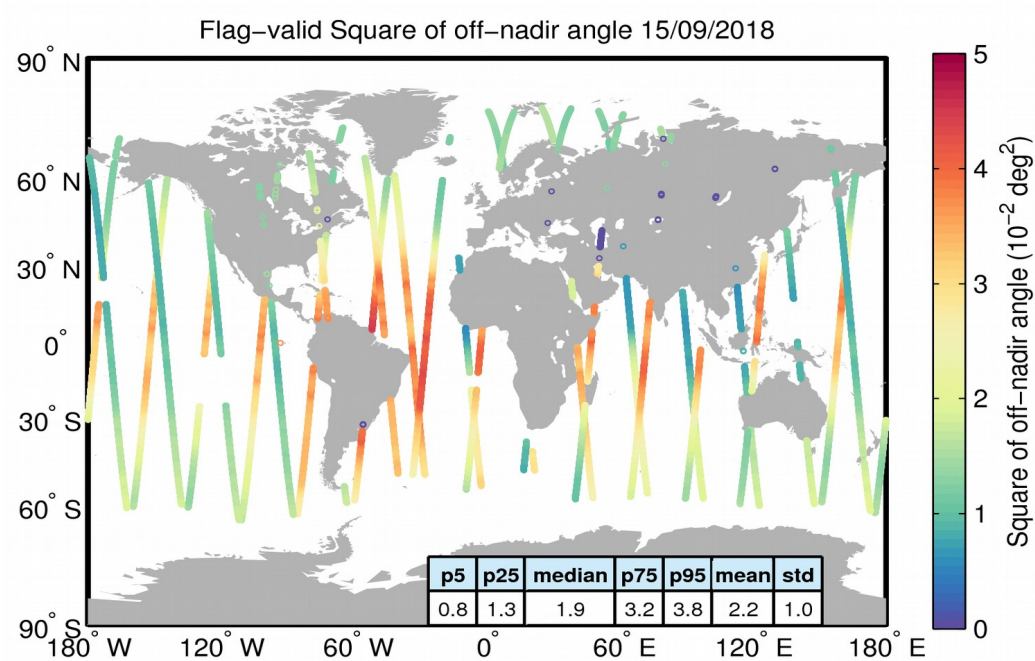 Flag−valid Square of off−nadir angle 15/09/2018
90° N
60° N
30° N
0°
30° S
60° S
90° S
180° W
120° W
60° W
0°
60° E
120° E
180° E
p5 p25 median p75 p95 mean std
0.8 1.3 1.9 3.2 3.8 2.2 1.0
5
4
3
2
1
0
Square of off−nadir angle (10⁻² deg²)